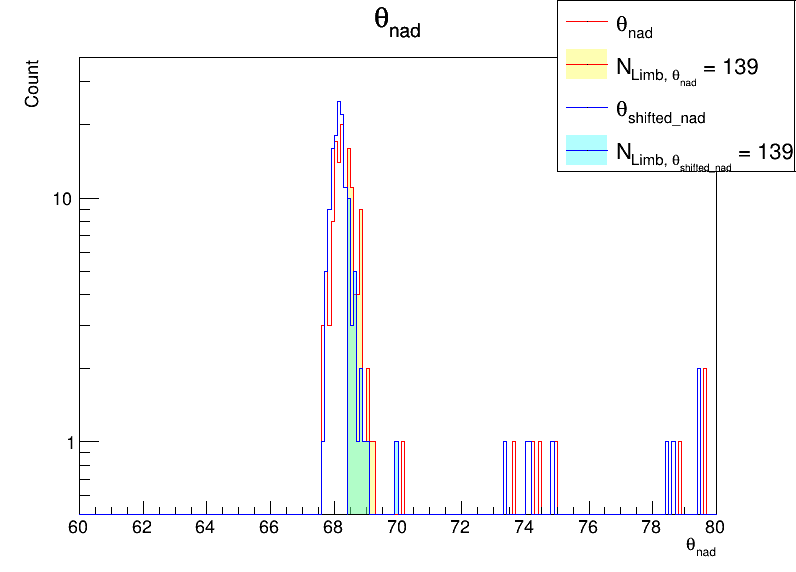 θnad
Count
θnad
NLimb, θnad = 139
θshifted_nad
NLimb, θshifted_nad = 139
10
1
60 62 64 66 68 70 72 74 76 78 80
θnad